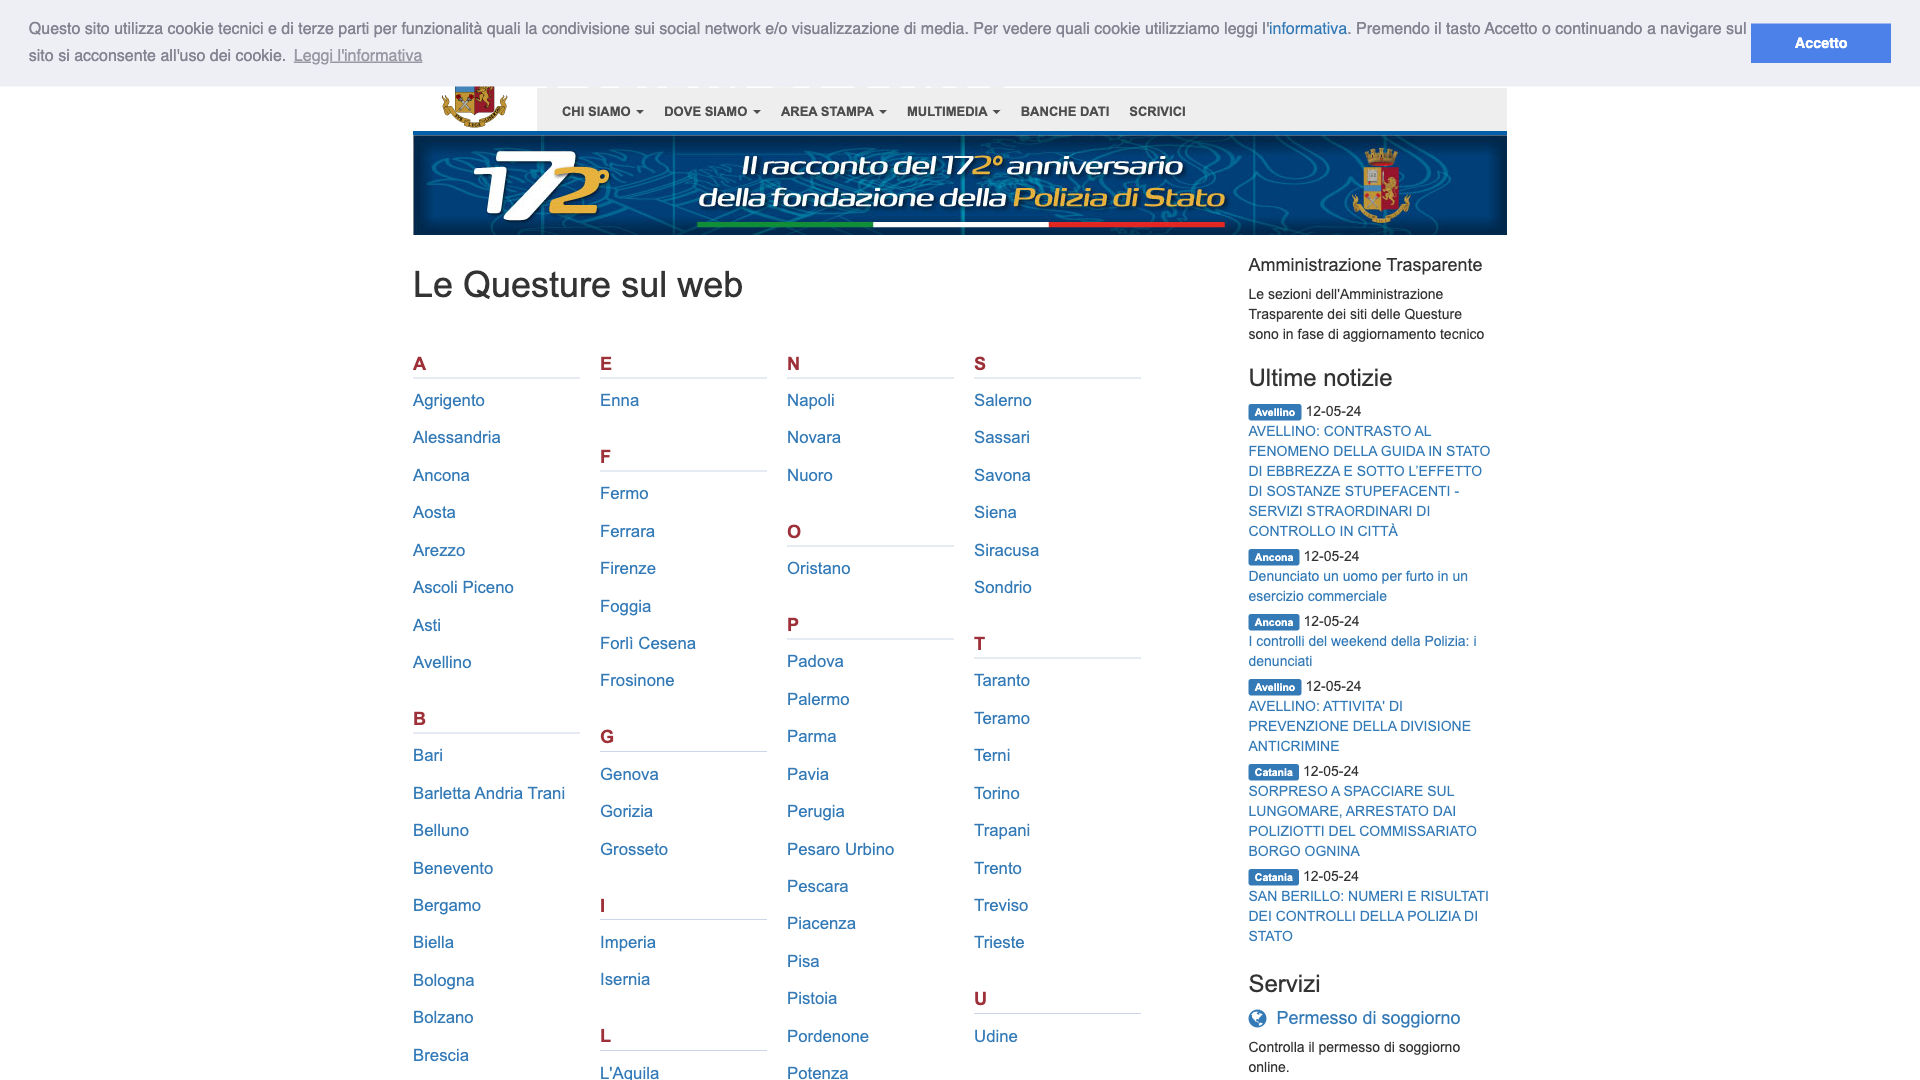 Questo sito utilizza cookie tecnici e di terze parti per funzionalità quali la condivisione sui social network e/o visualizzazione di media. Per vedere quali cookie utilizziamo leggi l'informativa. Premendo il tasto Accetto o continuando a navigare sul
sito si acconsente all'uso dei cookie. Leggi l'informativa
Accetto
CHI SIAMO
DOVE SIAMO
AREA STAMPA
MULTIMEDIA
BANCHE DATI
SCRIVICI
172°
Il racconto del 172° anniversario
della fondazione della Polizia di Stato
Le Questure sul web
A
Agrigento
Alessandria
Ancona
Aosta
Arezzo
Ascoli Piceno
Asti
Avellino
B
Bari
Barletta Andria Trani
Belluno
Benevento
Bergamo
Biella
Bologna
Bolzano
Brescia
E
Enna
F
Fermo
Ferrara
Firenze
Foggia
Forlì Cesena
Frosinone
G
Genova
Gorizia
Grosseto
I
Imperia
Isernia
L
L'Aquila
N
Napoli
Novara
Nuoro
O
Oristano
P
Padova
Palermo
Parma
Pavia
Perugia
Pesaro Urbino
Pescara
Piacenza
Pisa
Pistoia
Pordenone
Potenza
S
Salerno
Sassari
Savona
Siena
Siracusa
Sondrio
T
Taranto
Teramo
Terni
Torino
Trapani
Trento
Treviso
Trieste
U
Udine
Amministrazione Trasparente
Le sezioni dell'Amministrazione
Trasparente dei siti delle Questure
sono in fase di aggiornamento tecnico
Ultime notizie
Avellino 12-05-24
AVELLINO: CONTRASTO AL
FENOMENO DELLA GUIDA IN STATO
DI EBBREZZA E SOTTO L'EFFETTO
DI SOSTANZE STUPEFACENTI -
SERVIZI STRAORDINARI DI
CONTROLLO IN CITTÀ
Ancona 12-05-24
Denunciato un uomo per furto in un
esercizio commerciale
Ancona 12-05-24
I controlli del weekend della Polizia: i
denunciati
Avellino 12-05-24
AVELLINO: ATTIVITA' DI
PREVENZIONE DELLA DIVISIONE
ANTICRIMINE
Catania 12-05-24
SORPRESO A SPACCIARE SUL
LUNGOMARE, ARRESTATO DAI
POLIZIOTTI DEL COMMISSARIATO
BORGO OGNINA
Catania 12-05-24
SAN BERILLO: NUMERI E RISULTATI
DEI CONTROLLI DELLA POLIZIA DI
STATO
Servizi
Permesso di soggiorno
Controlla il permesso di soggiorno
online.